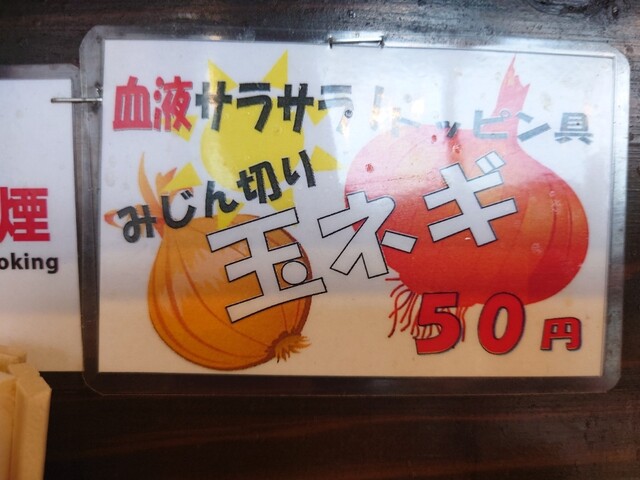 血液サラサラ！トッピン具
みじん切り
玉ネギ
50円
煙
oking